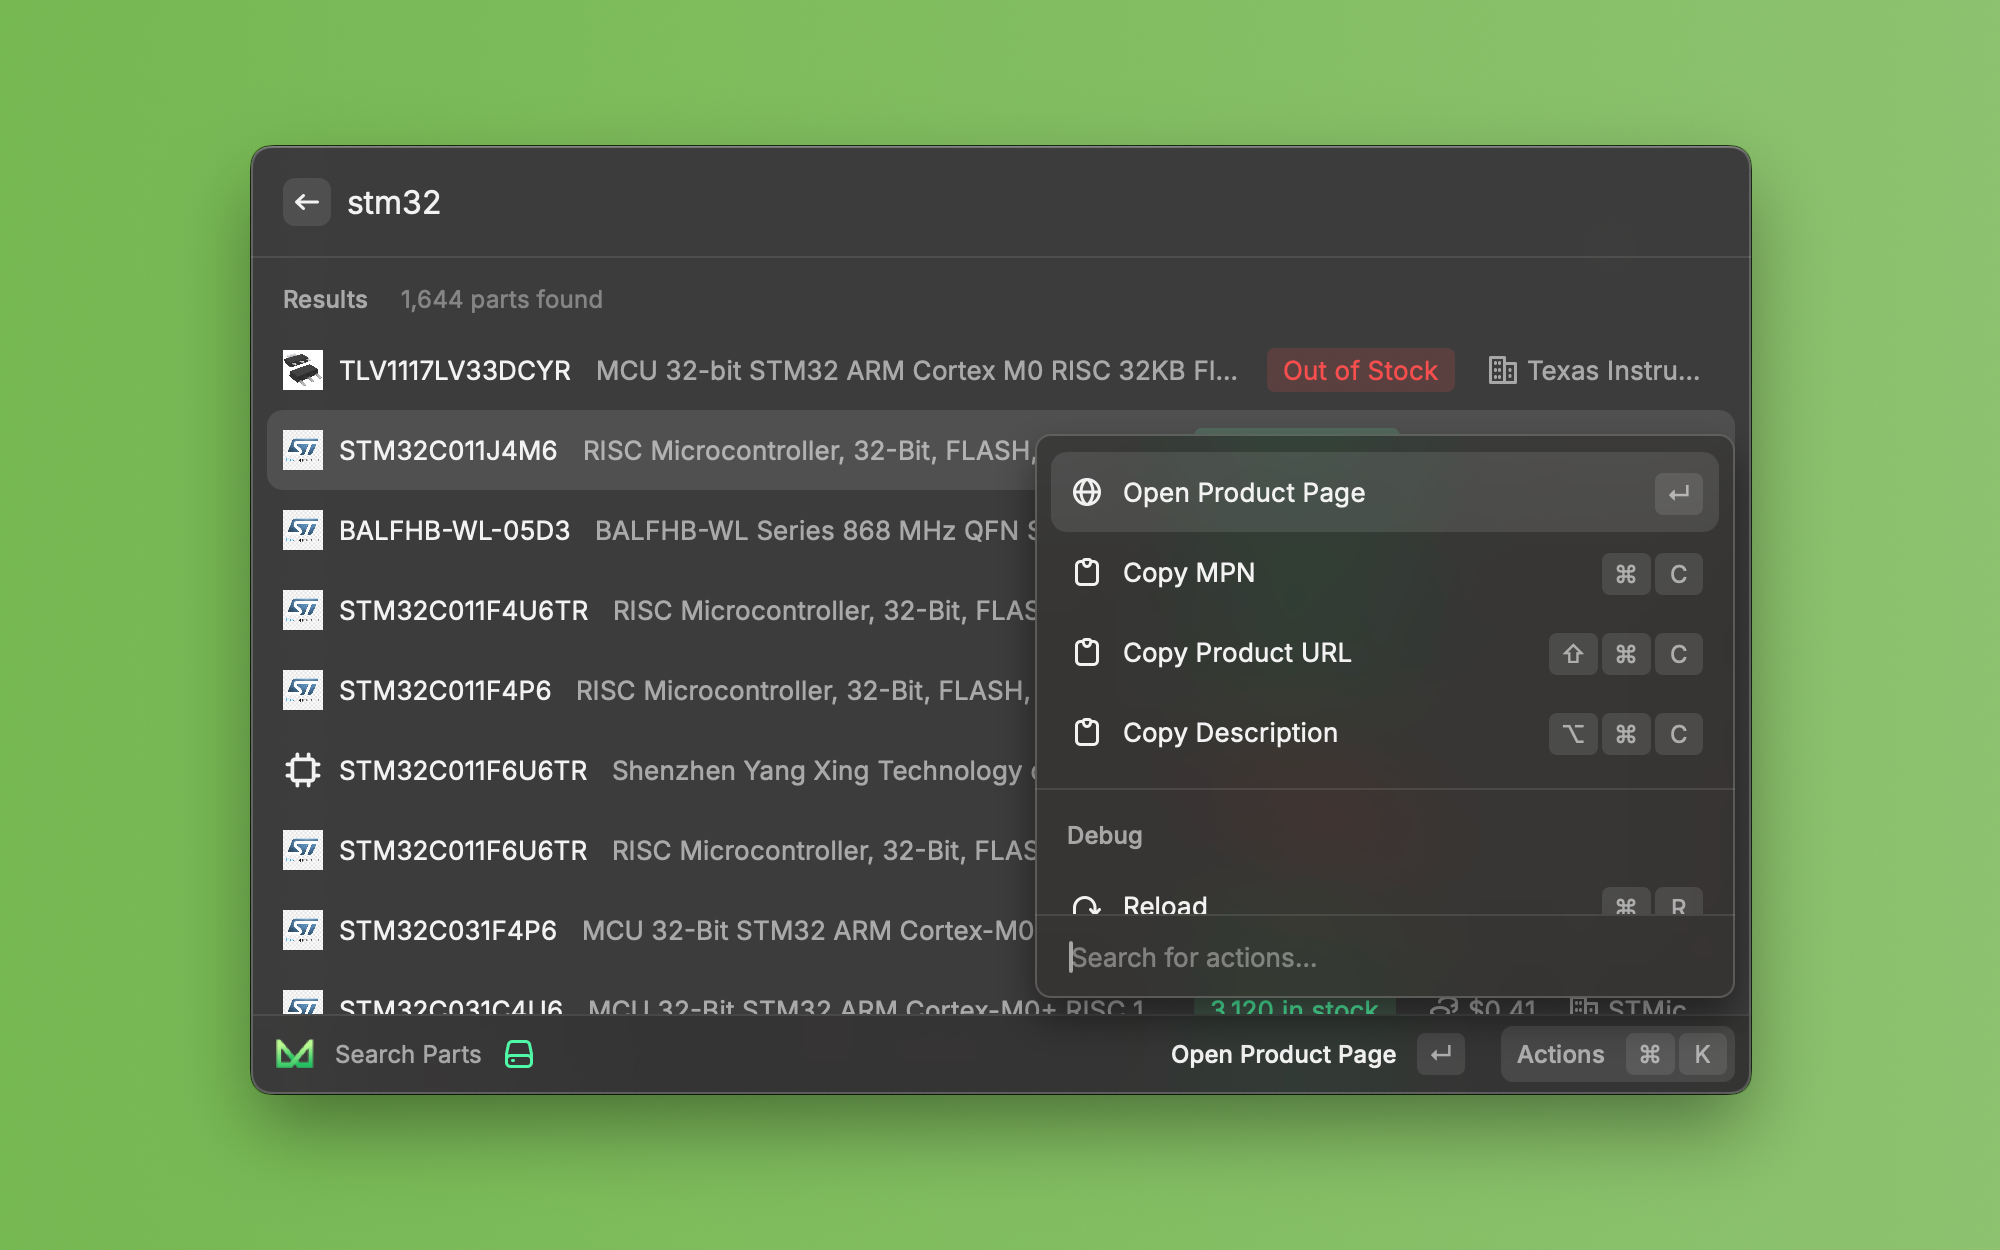 stm32
Results 1,644 parts found
TLV1117LV33DCYR MCU 32-bit STM32 ARM Cortex M0 RISC 32KB Fl... Out of Stock Texas Instru...
STM32C011J4M6 RISC Microcontroller, 32-Bit, FLASH,
BALFHB-WL-05D3 BALFHB-WL Series 868 MHz QFN
STM32C011F4U6TR RISC Microcontroller, 32-Bit, FLAS
STM32C011F4P6 RISC Microcontroller, 32-Bit, FLASH,
STM32C011F6U6TR Shenzhen Yang Xing Technology
STM32C011F6U6TR RISC Microcontroller, 32-Bit, FLAS
STM32C031F4P6 MCU 32-Bit STM32 ARM Cortex-M0
STM32C031C4U6 MCU 32-Bit STM32 ARM Cortex-M0+ RISC 1 3,120 in stock $0.41 STMic
Open Product Page ↵
Copy MPN ⌘ C
Copy Product URL ⇧ ⌘ C
Copy Description ⌥ ⌘ C
Debug
Reload ⌘ R
Search for actions...
Search Parts Open Product Page ↵ Actions ⌘ K